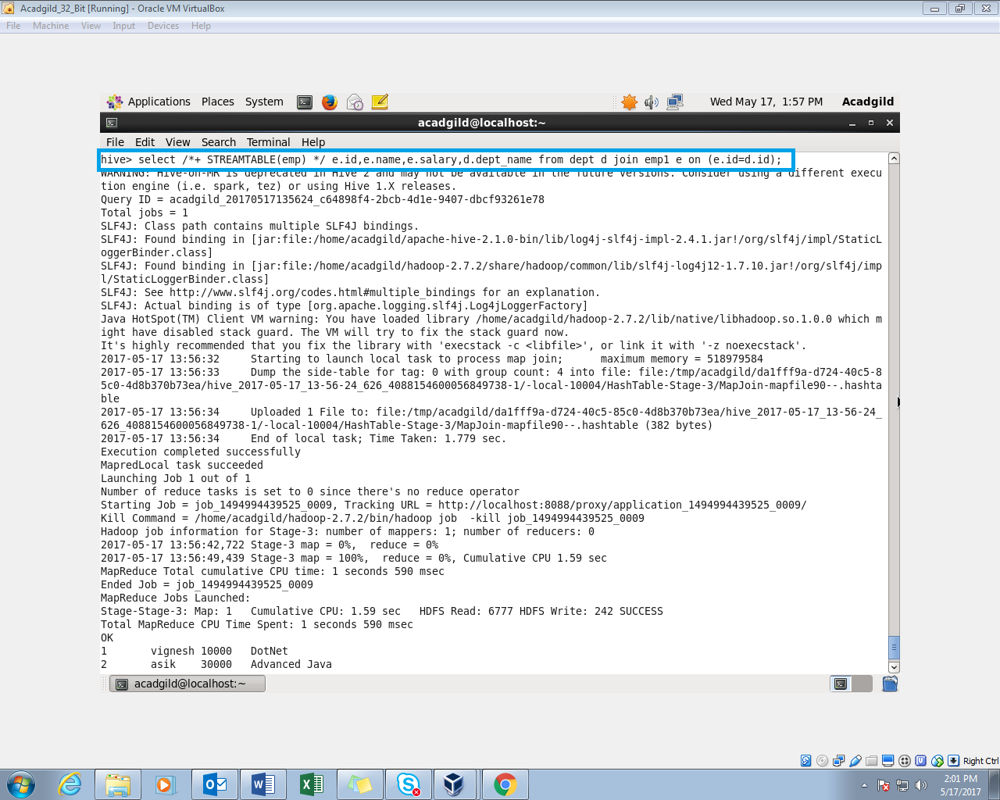 Acadgild_32_Bit [Running] - Oracle VM VirtualBox
File Machine View Input Devices Help
Applications Places System Wed May 17, 1:57 PM Acadgild
acadgild@localhost:~
File Edit View Search Terminal Help
hive> select /*+ STREAMTABLE(emp) */ e.id,e.name,e.salary,d.dept_name from dept d join emp1 e on (e.id=d.id);
WARNING: Hive-on-MR is deprecated in Hive 2 and may not be available in the future versions. Consider using a different execu
tion engine (i.e. spark, tez) or using Hive 1.X releases.
Query ID = acadgild_20170517135624_c64898f4-2bcb-4d1e-9407-dbcf93261e78
Total jobs = 1
SLF4J: Class path contains multiple SLF4J bindings.
SLF4J: Found binding in [jar:file:/home/acadgild/apache-hive-2.1.0-bin/lib/log4j-slf4j-impl-2.4.1.jar!/org/slf4j/impl/StaticL
oggerBinder.class]
SLF4J: Found binding in [jar:file:/home/acadgild/hadoop-2.7.2/share/hadoop/common/lib/slf4j-log4j12-1.7.10.jar!/org/slf4j/imp
l/StaticLoggerBinder.class]
SLF4J: See http://www.slf4j.org/codes.html#multiple_bindings for an explanation.
SLF4J: Actual binding is of type [org.apache.logging.slf4j.Log4jLoggerFactory]
Java HotSpot(TM) Client VM warning: You have loaded library /home/acadgild/hadoop-2.7.2/lib/native/libhadoop.so.1.0.0 which m
ight have disabled stack guard. The VM will try to fix the stack guard now.
It's highly recommended that you fix the library with 'execstack -c <libfile>', or link it with '-z noexecstack'.
2017-05-17 13:56:32 Starting to launch local task to process map join; maximum memory = 518979584
2017-05-17 13:56:33 Dump the side-table for tag: 0 with group count: 4 into file: file:/tmp/acadgild/da1fff9a-d724-40c5-8
5c0-4d8b370b73ea/hive_2017-05-17_13-56-24_626_4088154600056849738-1/-local-10004/HashTable-Stage-3/MapJoin-mapfile90--.hashta
ble
2017-05-17 13:56:34 Uploaded 1 File to: file:/tmp/acadgild/da1fff9a-d724-40c5-85c0-4d8b370b73ea/hive_2017-05-17_13-56-24_
626_4088154600056849738-1/-local-10004/HashTable-Stage-3/MapJoin-mapfile90--.hashtable (382 bytes)
2017-05-17 13:56:34 End of local task; Time Taken: 1.779 sec.
Execution completed successfully
MapredLocal task succeeded
Launching Job 1 out of 1
Number of reduce tasks is set to 0 since there's no reduce operator
Starting Job = job_1494994439525_0009, Tracking URL = http://localhost:8088/proxy/application_1494994439525_0009/
Kill Command = /home/acadgild/hadoop-2.7.2/bin/hadoop job -kill job_1494994439525_0009
Hadoop job information for Stage-3: number of mappers: 1; number of reducers: 0
2017-05-17 13:56:42,722 Stage-3 map = 0%, reduce = 0%
2017-05-17 13:56:49,439 Stage-3 map = 100%, reduce = 0%, Cumulative CPU 1.59 sec
MapReduce Total cumulative CPU time: 1 seconds 590 msec
Ended Job = job_1494994439525_0009
MapReduce Jobs Launched:
Stage-Stage-3: Map: 1 Cumulative CPU: 1.59 sec HDFS Read: 6777 HDFS Write: 242 SUCCESS
Total MapReduce CPU Time Spent: 1 seconds 590 msec
OK
1 vignesh 10000 DotNet
2 asik 30000 Advanced Java
acadgild@localhost:~
Right Ctrl
2:01 PM
5/17/2017